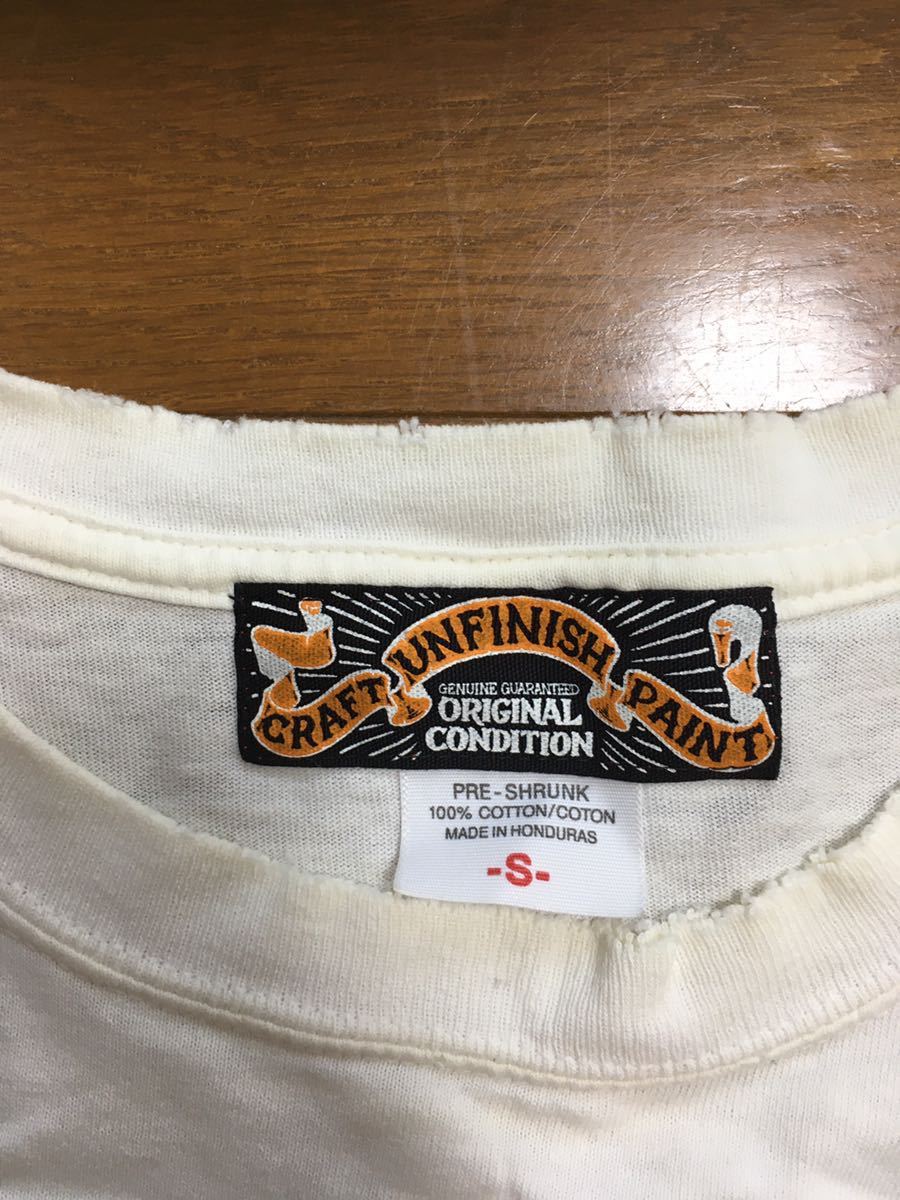 CRAFT UNFINISH PAINT
GENUINE GUARANTEED
ORIGINAL
CONDITION
PRE-SHRUNK
100% COTTON/COTON
MADE IN HONDURAS
-S-